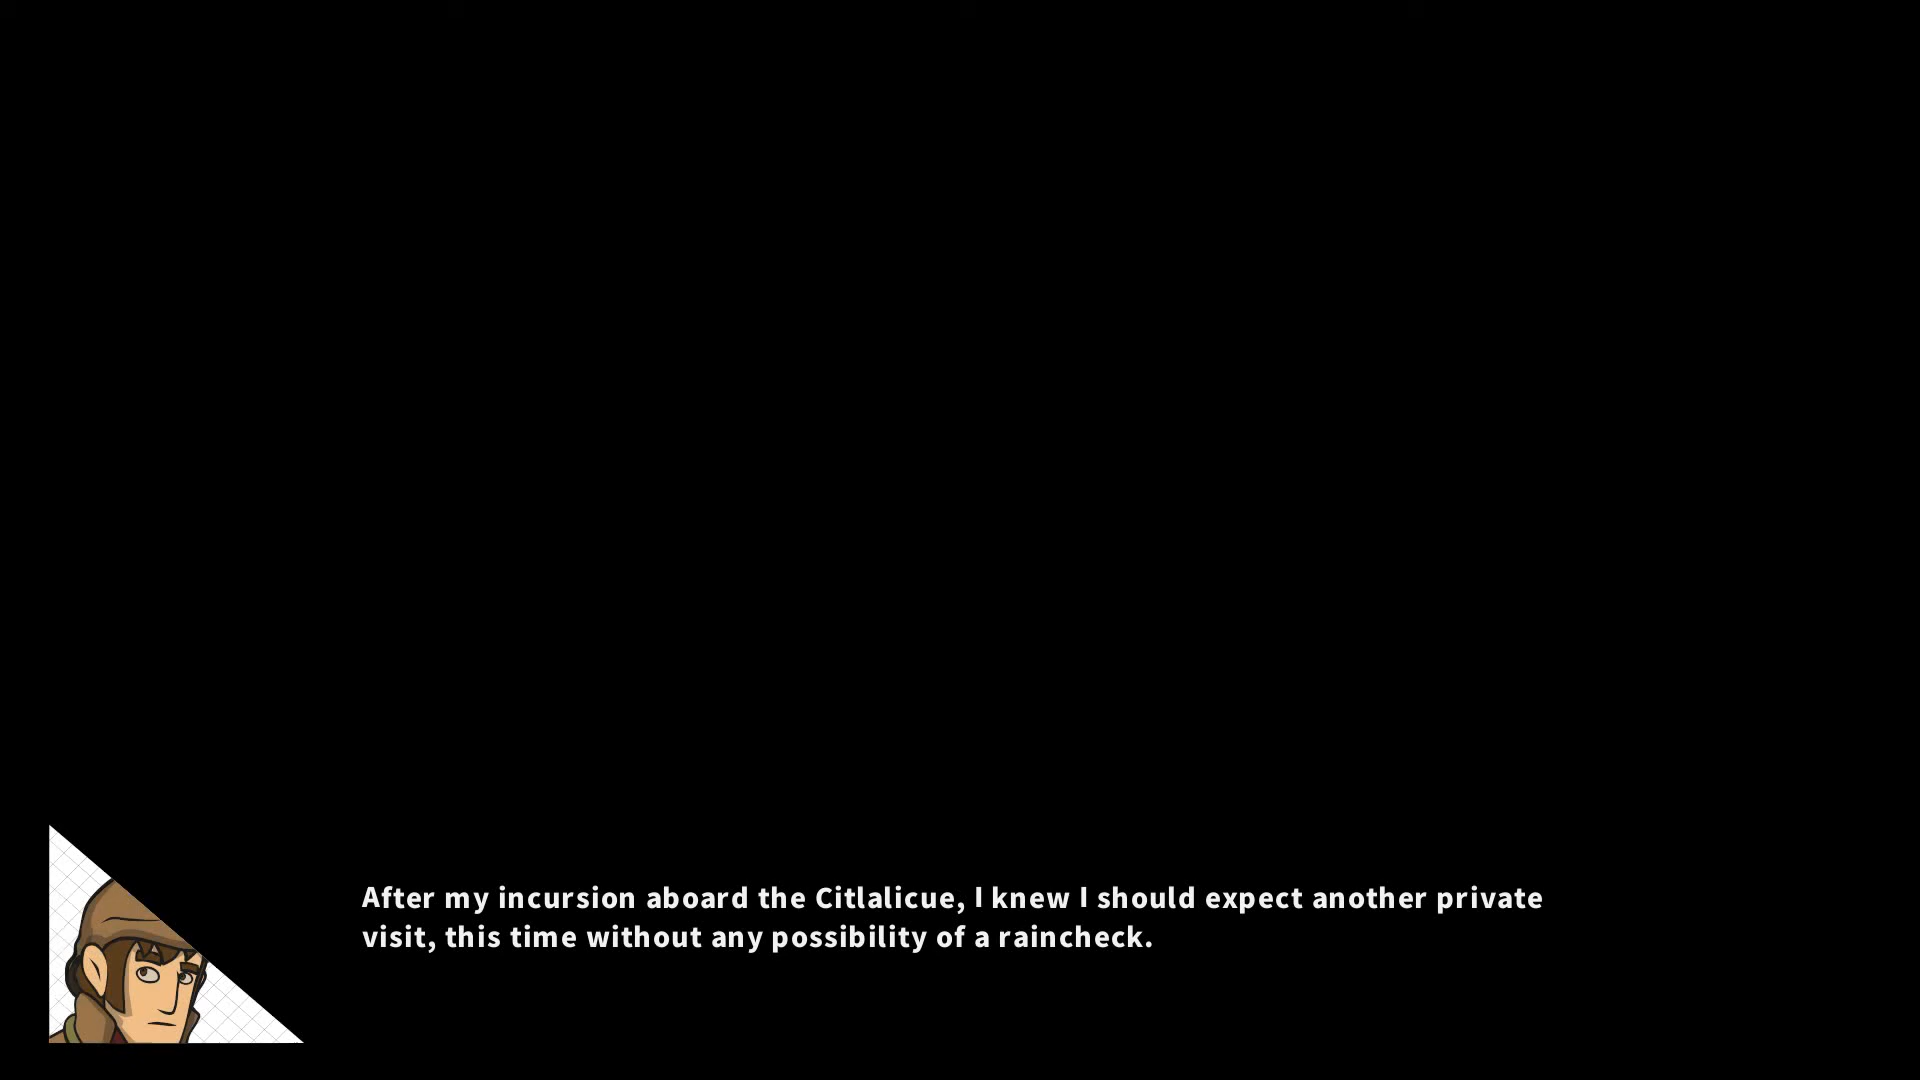 After my incursion aboard the Citlalicue, I knew I should expect another private
visit, this time without any possibility of a raincheck.